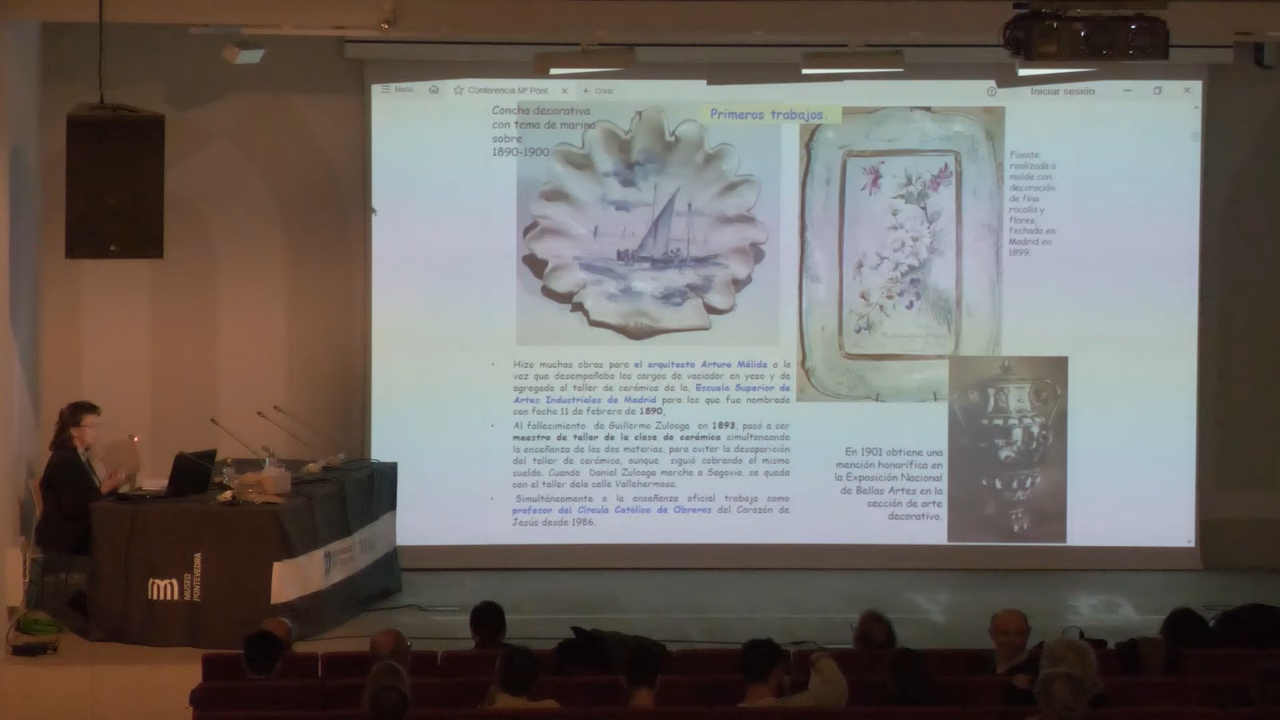 Menú
Conferencia Mª Pont...
Crear
Iniciar sesión
Primeros trabajos.
Concha decorativa
con tema de marina
sobre
1890-1900
Fuente
realizada a
molde con:
decoración
de fina
rocalla y
flores,
fechada en
Madrid en
1899.
• Hizo muchas obras para el arquitecto Arturo Mélida a la
vez que desempeñaba los cargos de vaciador en yeso y de
agregado al taller de cerámica de la, Escuela Superior de
Artes Industriales de Madrid para los que fue nombrado
con fecha 11 de febrero de 1890,
• Al fallecimiento de Guillermo Zuloaga en 1893, pasó a ser
maestro de taller de la clase de cerámica simultaneando
la enseñanza de las dos materias, para evitar la desaparición
del taller de cerámica, aunque siguió cobrando el mismo
sueldo. Cuando Daniel Zuloaga marcha a Segovia, se queda
con el taller dela calle Vallehermoso.
• Simultáneamente a la enseñanza oficial trabaja como
profesor del Círculo Católico de Obreros del Corazón de
Jesús desde 1986.
En 1901 obtiene una
mención honorífica en
la Exposición Nacional
de Bellas Artes en la
sección de arte
decorativo.
MUSEO
PONTEVEDRA